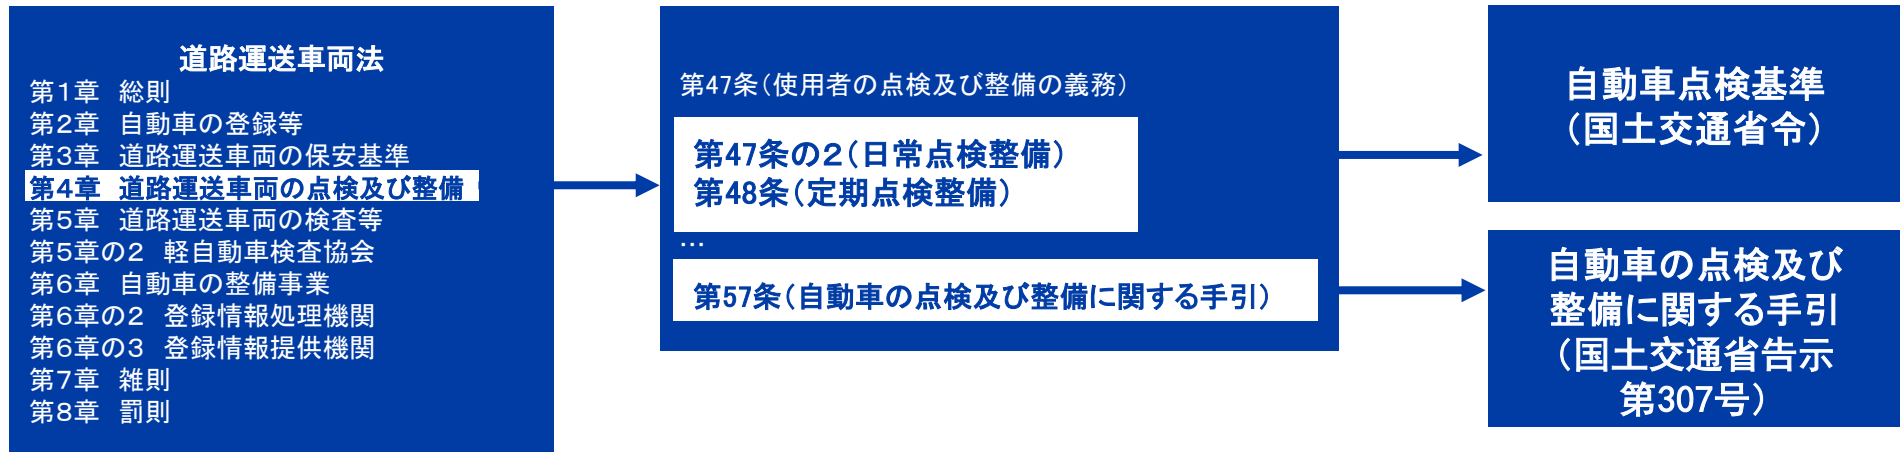 道路運送車両法
第1章　総則
第2章　自動車の登録等
第3章　道路運送車両の保安基準
第4章　道路運送車両の点検及び整備
第5章　道路運送車両の検査等
第5章の2　軽自動車検査協会
第6章　自動車の整備事業
第6章の2　登録情報処理機関
第6章の3　登録情報提供機関
第7章　雑則
第8章　罰則
第47条（使用者の点検及び整備の義務）
第47条の2（日常点検整備）
第48条（定期点検整備）
…
第57条（自動車の点検及び整備に関する手引）
自動車点検基準
（国土交通省令）
自動車の点検及び
整備に関する手引
（国土交通省告示
第307号）